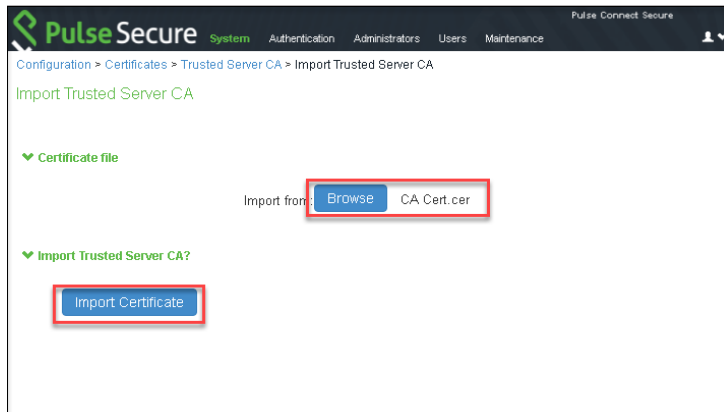 Pulse Connect Secure
Pulse Secure System Authentication Administrators Users Maintenance
Configuration > Certificates > Trusted Server CA > Import Trusted Server CA
Import Trusted Server CA
Certificate file
Import from: Browse CA Cert.cer
Import Trusted Server CA?
Import Certificate